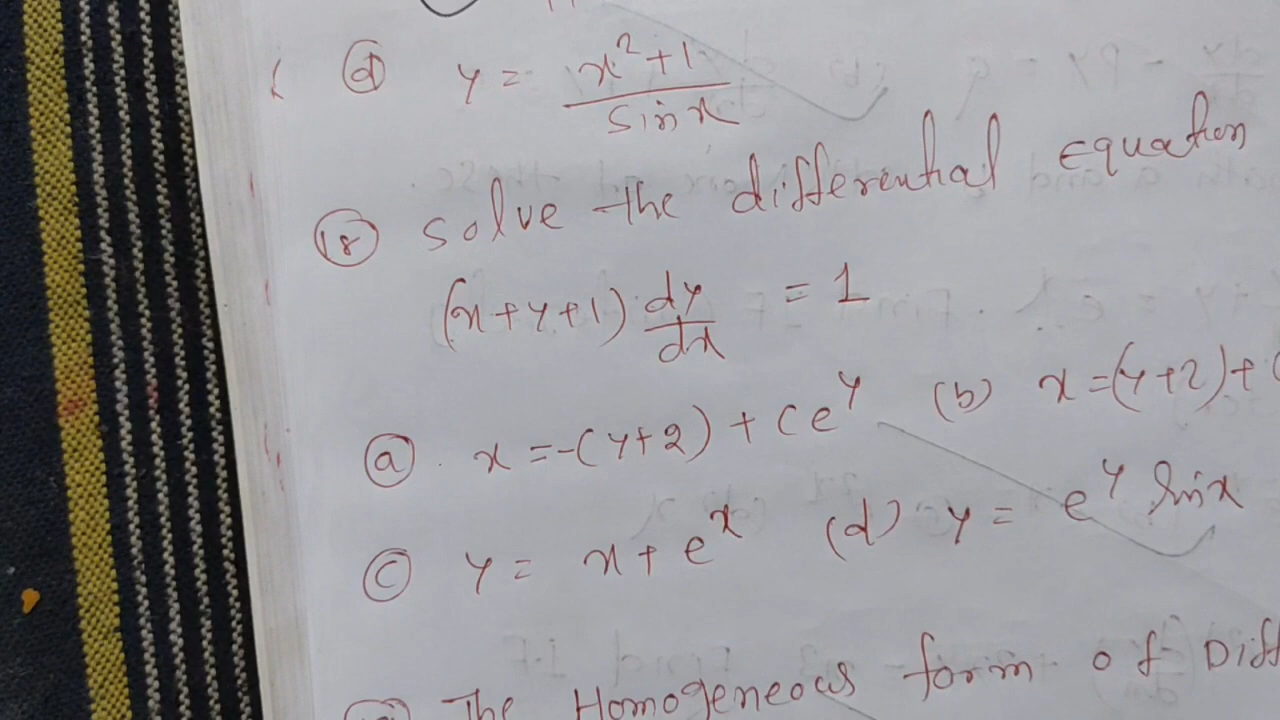 (d) y = x²+1 / sin x
(18) solve the differential equation
(x+y+1) dy/dx = 1
(a) x = -(y+2) + Ce^y (b) x = (y+2) +
(c) y = x + e^x (d) y = e^y sin x
The Homogeneous form of Diff